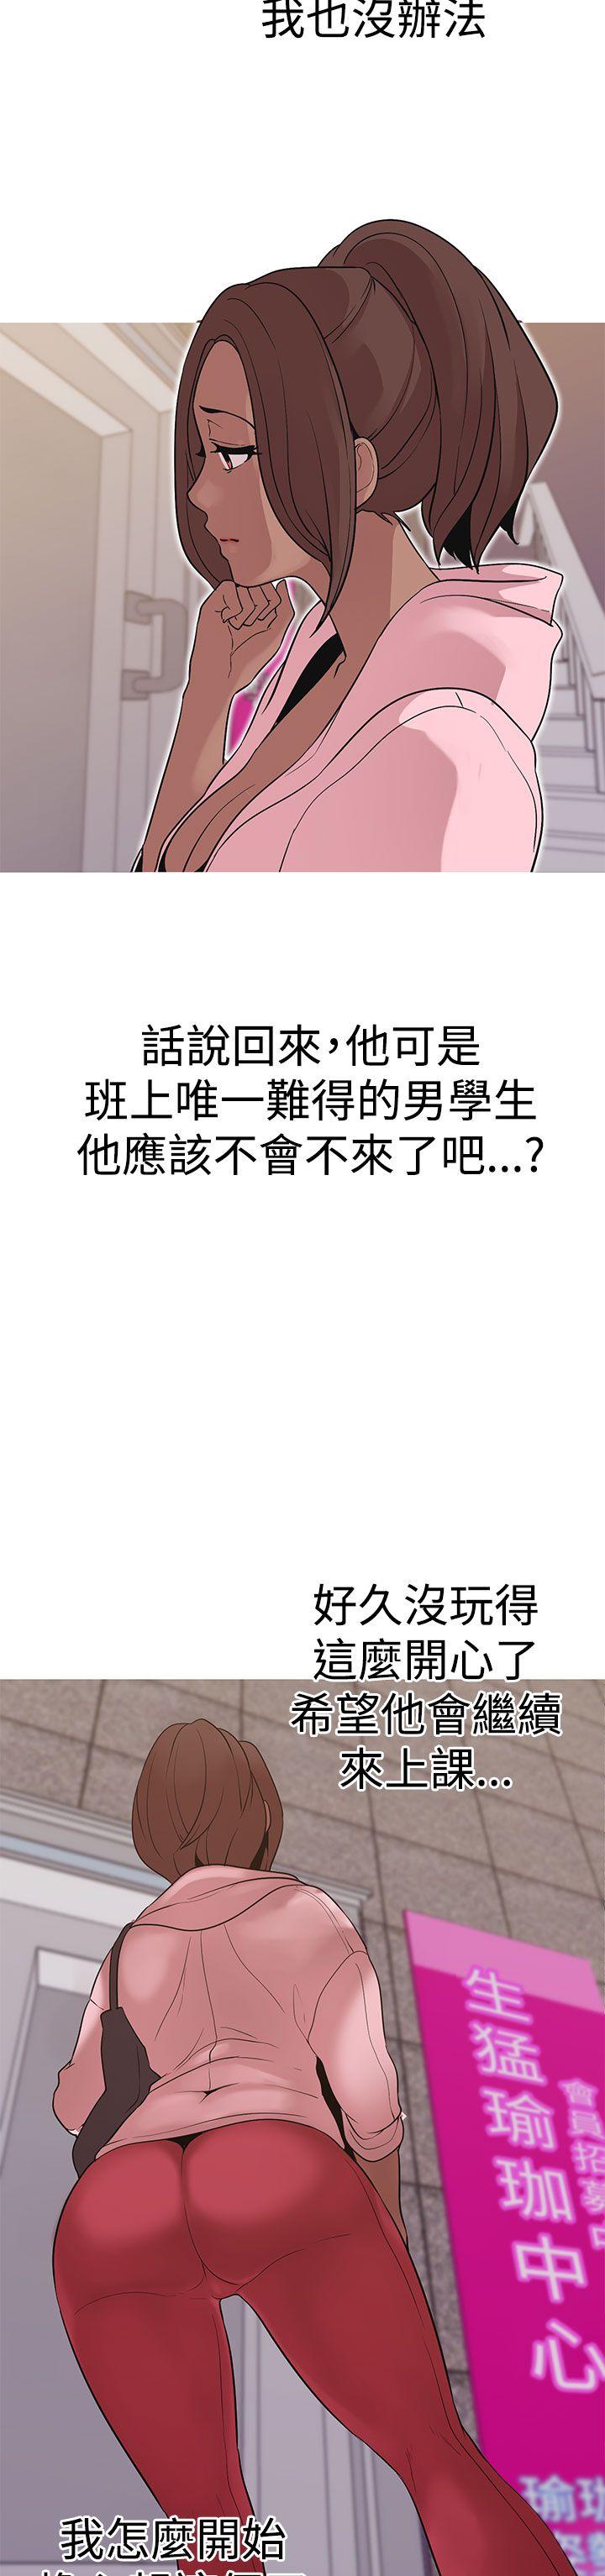 我也沒辦法
話說回來，他可是
班上唯一難得的男學生
他應該不會不來了吧...?
好久沒玩得
這麼開心了
希望他會繼續
來上課...
生猛瑜珈中心
會員招募中
瑜珈
我怎麼開始